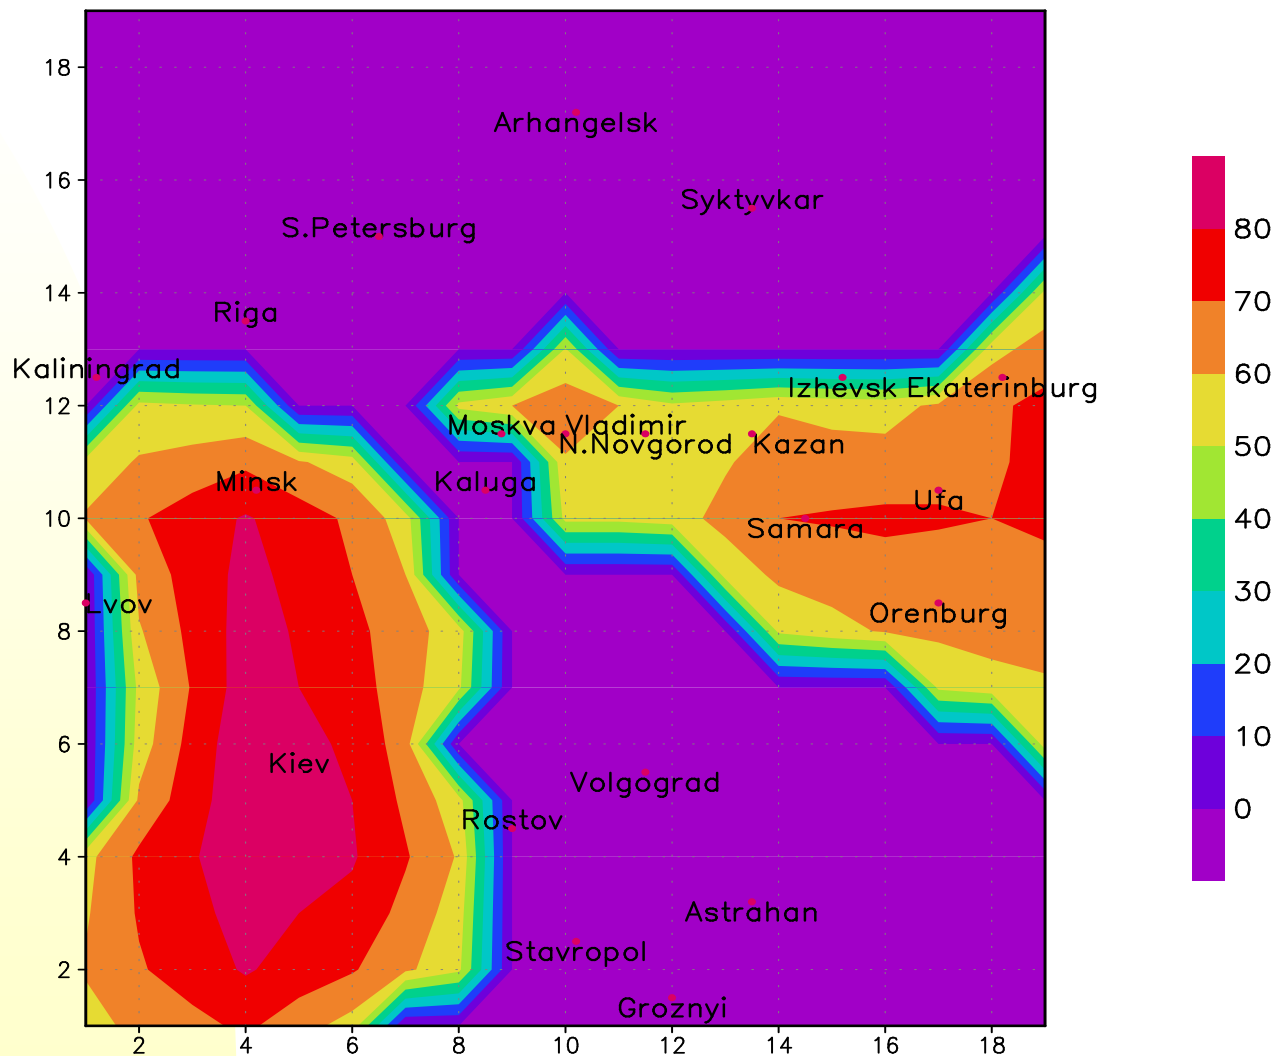 18
Arhangelsk
16
Syktyvkar
S.Petersburg
80
14
70
Riga
Kaliningrad
60
Izhevsk Ekaterinburg
12
Moskva Vladimir
N.Novgorod Kazan
50
Minsk
Kaluga
Ufa
10
Samara
40
Lvov
30
Orenburg
8
20
6
10
Kiev
Volgograd
0
Rostov
4
Astrahan
Stavropol
2
Groznyi
2 4 6 8 10 12 14 16 18